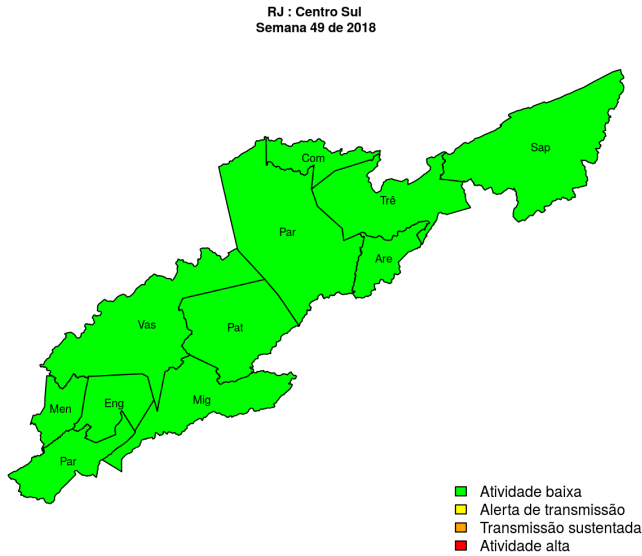 RJ : Centro Sul
Semana 49 de 2018
Sap
Com
Trê
Par
Are
Vas
Pat
Mig
Eng
Men
Par
Atividade baixa
Alerta de transmissão
Transmissão sustentada
Atividade alta